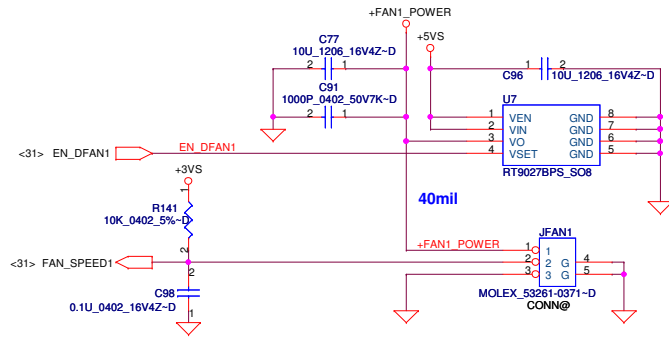 +FAN1_POWER
+5VS
C77
10U_1206_16V4Z~D
2 1
C91
1000P_0402_50V7K~D
2 1
1 2
C96 10U_1206_16V4Z~D
U7
1 VEN GND 8
2 VIN GND 7
3 VO GND 6
4 VSET GND 5
RT9027BPS_SO8
<31> EN_DFAN1 EN_DFAN1
+3VS
1
R141
10K_0402_5%~D
2
40mil
+FAN1_POWER
JFAN1
1 1
2 2 G 4
3 3 G 5
MOLEX_53261-0371~D
CONN@
<31> FAN_SPEED1
2
C98
0.1U_0402_16V4Z~D
1